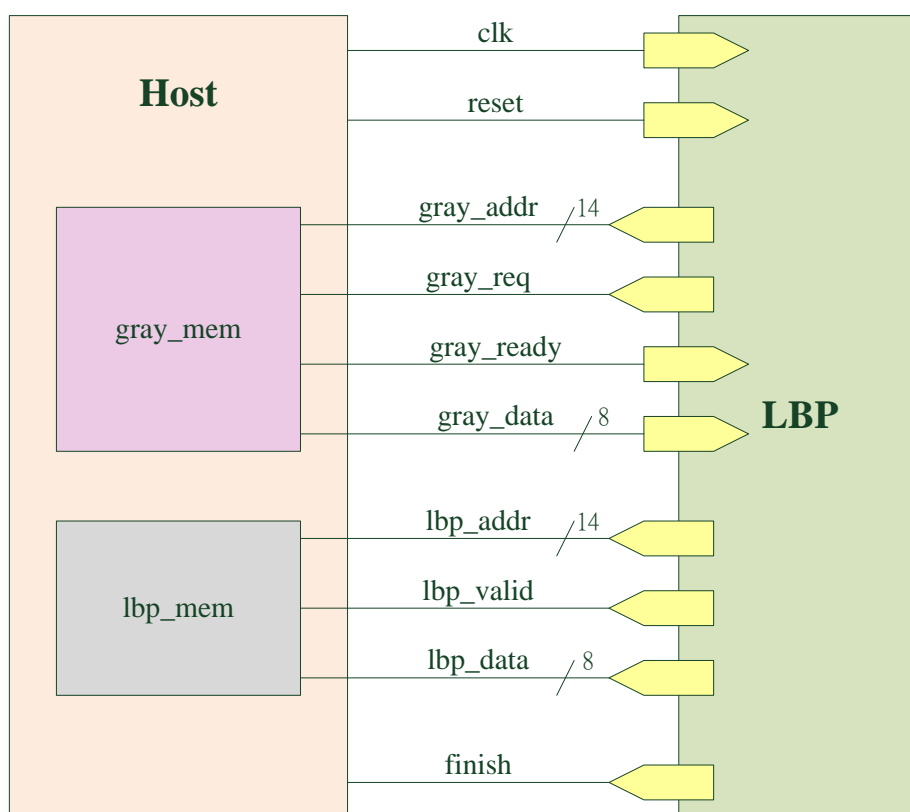 clk
Host
reset
gray_addr
14
gray_req
gray_mem
gray_ready
gray_data
8
LBP
lbp_addr
14
lbp_valid
lbp_mem
lbp_data
8
finish